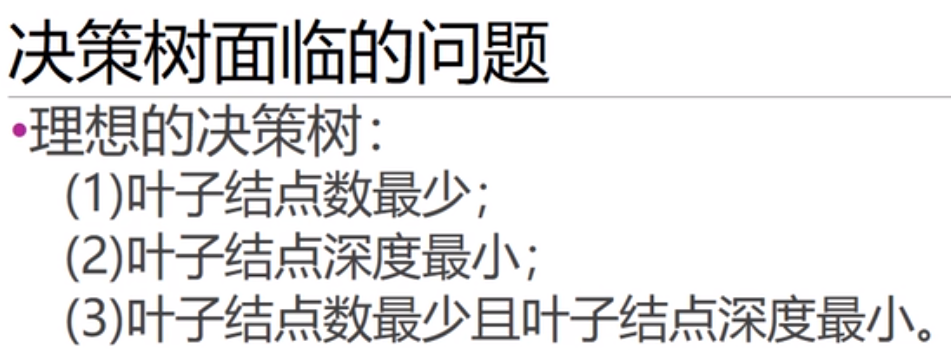 决策树面临的问题
•理想的决策树：
(1)叶子结点数最少；
(2)叶子结点深度最小；
(3)叶子结点数最少且叶子结点深度最小。